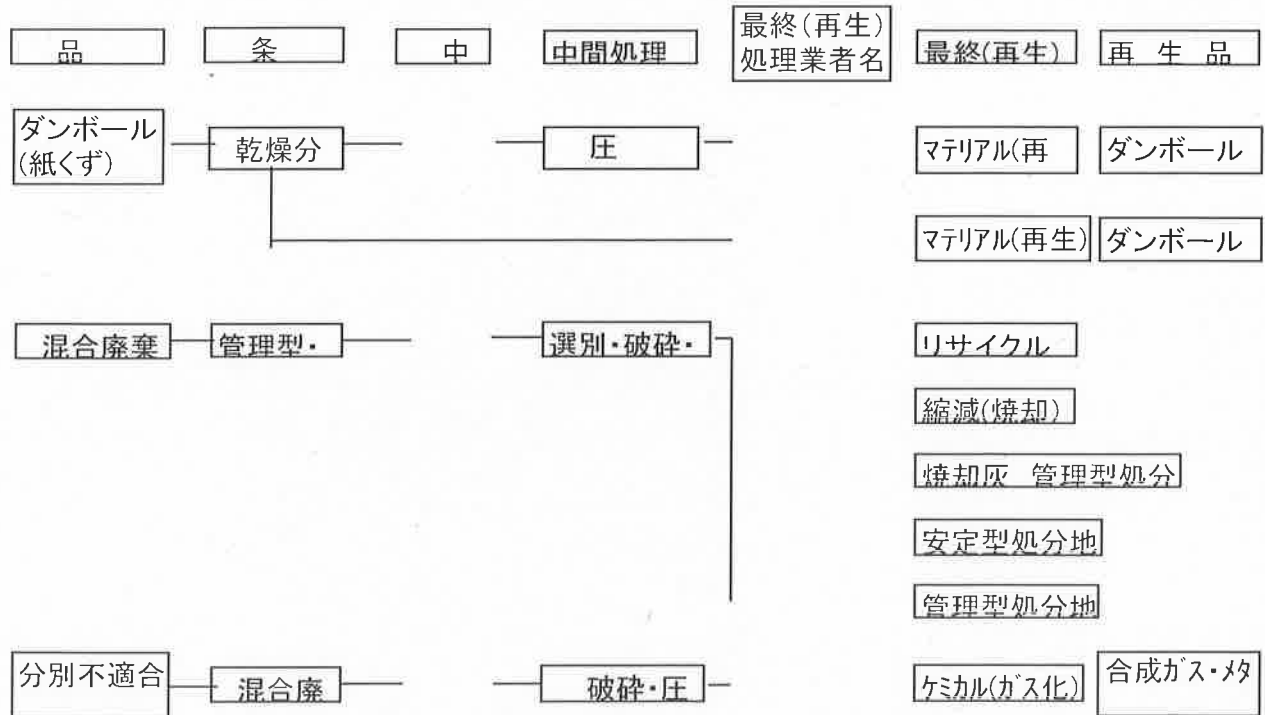 品 条 中 中間処理 最終(再生)
処理業者名 最終(再生) 再 生 品
ダンボール
(紙くず) 乾燥分 圧 マテリアル(再 ダンボール
マテリアル(再生) ダンボール
混合廃棄 管理型・ 選別・破砕・ リサイクル
縮減(焼却)
焼却灰 管理型処分
安定型処分地
管理型処分地
分別不適合 混合廃 破砕・圧 ケミカル(ガス化) 合成ガス・メタ